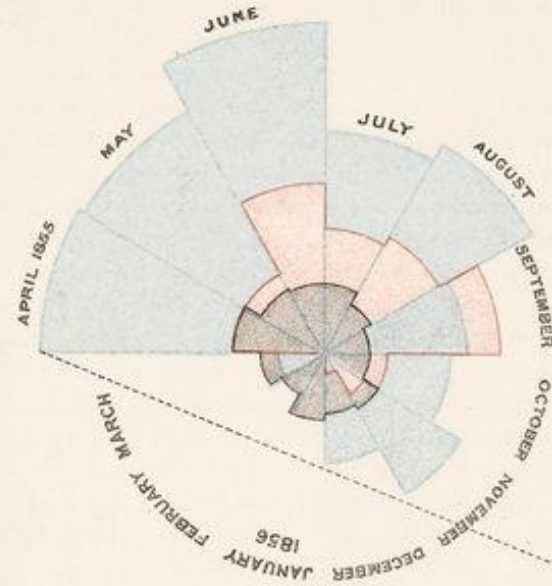 APRIL 1855
MAY
JUNE
JULY
AUGUST
SEPTEMBER
OCTOBER
NOVEMBER
DECEMBER
JANUARY
1856
FEBRUARY
MARCH